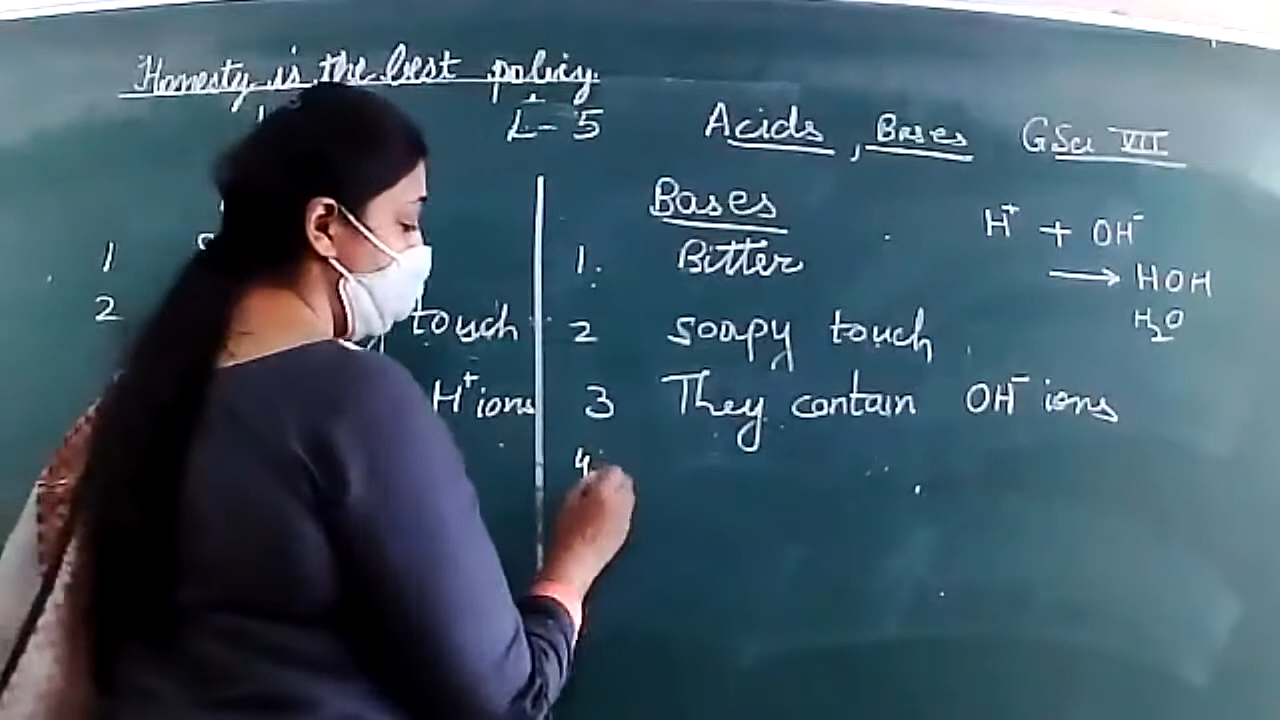 Honesty is the best policy.
L-5 Acids, Bases GSci VII
Bases
H⁺ + OH⁻
⟶ HOH
H₂O
1
2 touch
H⁺ ions
1. Bitter
2 soapy touch
3 They contain OH⁻ ions
4